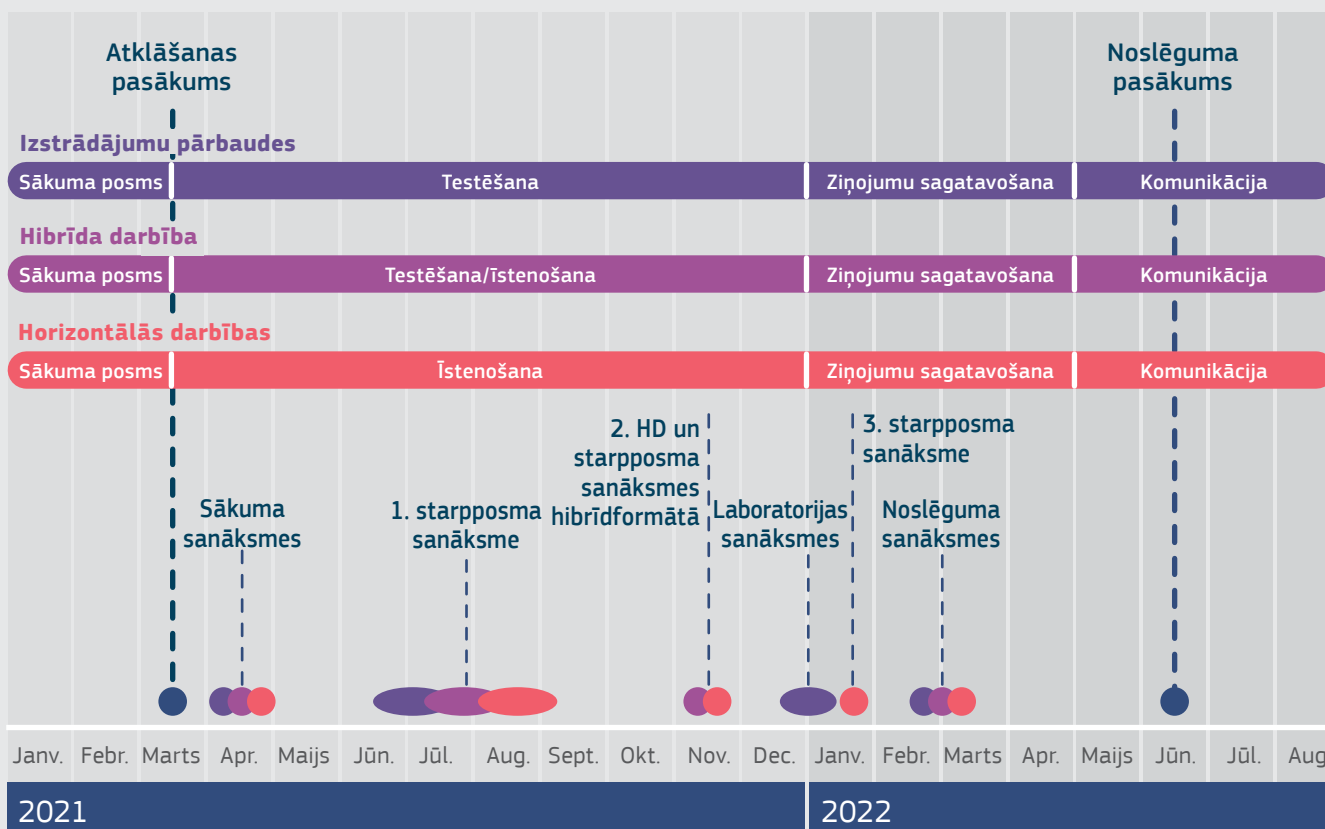 Atklāšanas
pasākums
Noslēguma
pasākums
Izstrādājumu pārbaudes
Sākuma posms
Testēšana
Ziņojumu sagatavošana
Komunikācija
Hibrīda darbība
Sākuma posms
Testēšana/īstenošana
Ziņojumu sagatavošana
Komunikācija
Horizontālās darbības
Sākuma posms
Īstenošana
Ziņojumu sagatavošana
Komunikācija
Sākuma
sanāksmes
1. starpposma
sanāksme
2. HD un
starpposma
sanāksmes
hibrīdformātā
Laboratorijas
sanāksmes
3. starpposma
sanāksme
Noslēguma
sanāksmes
Janv. Febr. Marts Apr. Maijs Jūn. Jūl. Aug. Sept. Okt. Nov. Dec. Janv. Febr. Marts Apr. Maijs Jūn. Jūl. Aug
2021 2022